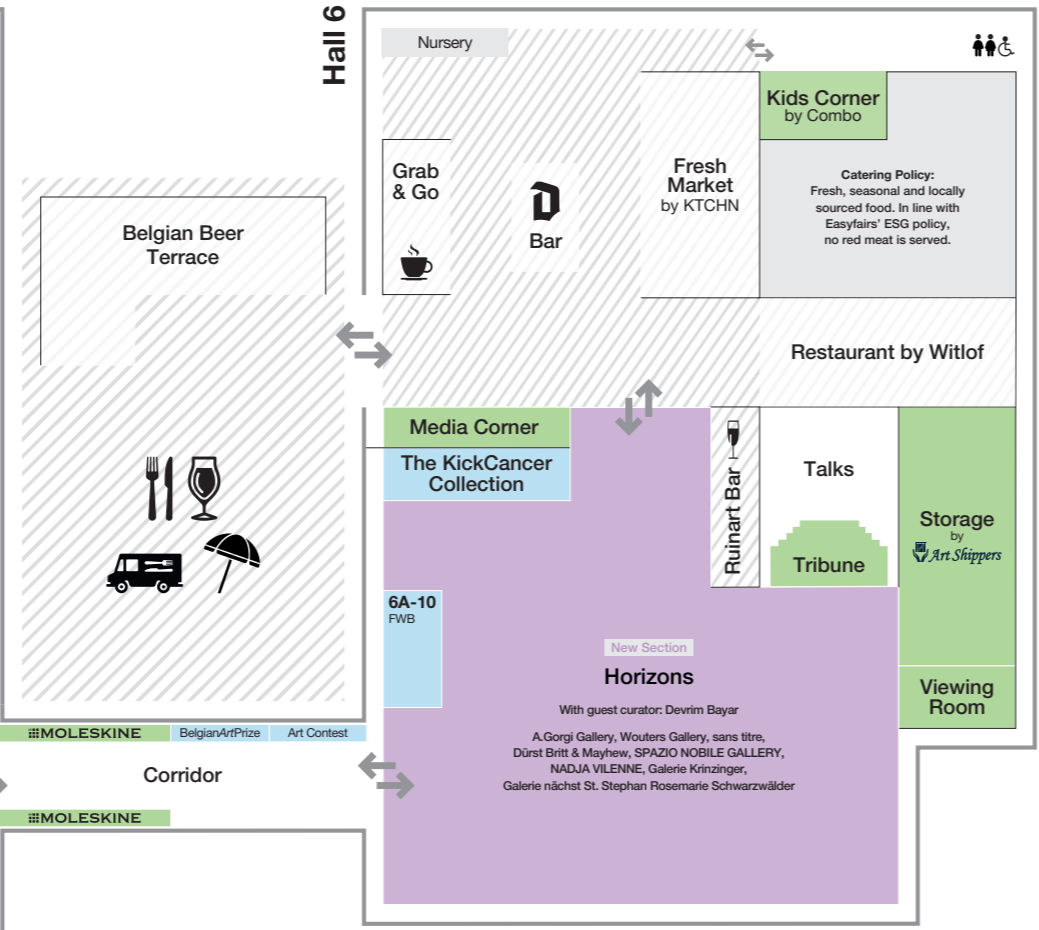 Hall 6
Nursery
Kids Corner
by Combo
Grab
& Go
Bar
Fresh
Market
by KTCHN
Catering Policy:
Fresh, seasonal and locally
sourced food. In line with
Easyfairs’ ESG policy,
no red meat is served.
Belgian Beer
Terrace
Restaurant by Witlof
Media Corner
The KickCancer
Collection
Ruinart Bar
Talks
Tribune
Storage
by
Art Shippers
6A-10
FWB
New Section
Horizons
With guest curator: Devrim Bayar
A.Gorgi Gallery, Wouters Gallery, sans titre,
Dürst Britt & Mayhew, SPAZIO NOBILE GALLERY,
NADJA VILENNE, Galerie Krinzinger,
Galerie nächst St. Stephan Rosemarie Schwarzwälder
Viewing
Room
MOLESKINE
BelgianArtPrize
Art Contest
Corridor
MOLESKINE